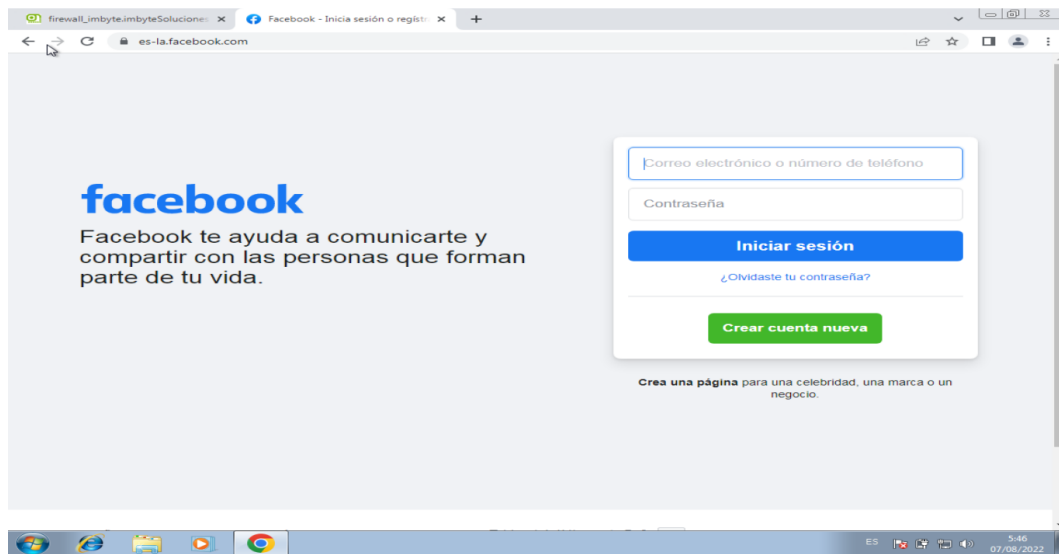 firewall_imbyte.imbyteSoluciones
Facebook - Inicia sesión o regístr
es-la.facebook.com
facebook
Facebook te ayuda a comunicarte y
compartir con las personas que forman
parte de tu vida.
Correo electrónico o número de teléfono
Contraseña
Iniciar sesión
¿Olvidaste tu contraseña?
Crear cuenta nueva
Crea una página para una celebridad, una marca o un
negocio.
ES
5:46
07/08/2022